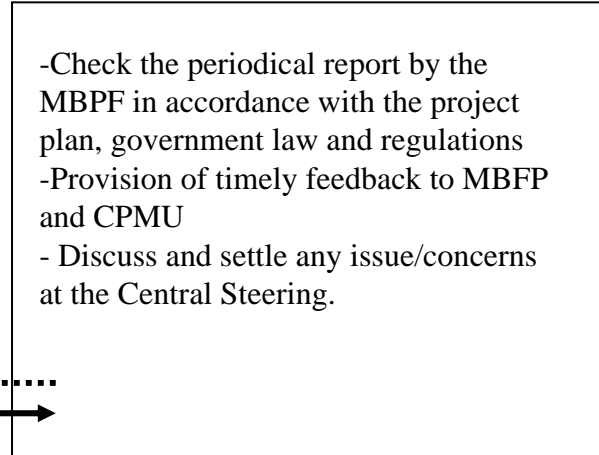 -Check the periodical report by the
MBPF in accordance with the project
plan, government law and regulations
-Provision of timely feedback to MBFP
and CPMU
- Discuss and settle any issue/concerns
at the Central Steering.